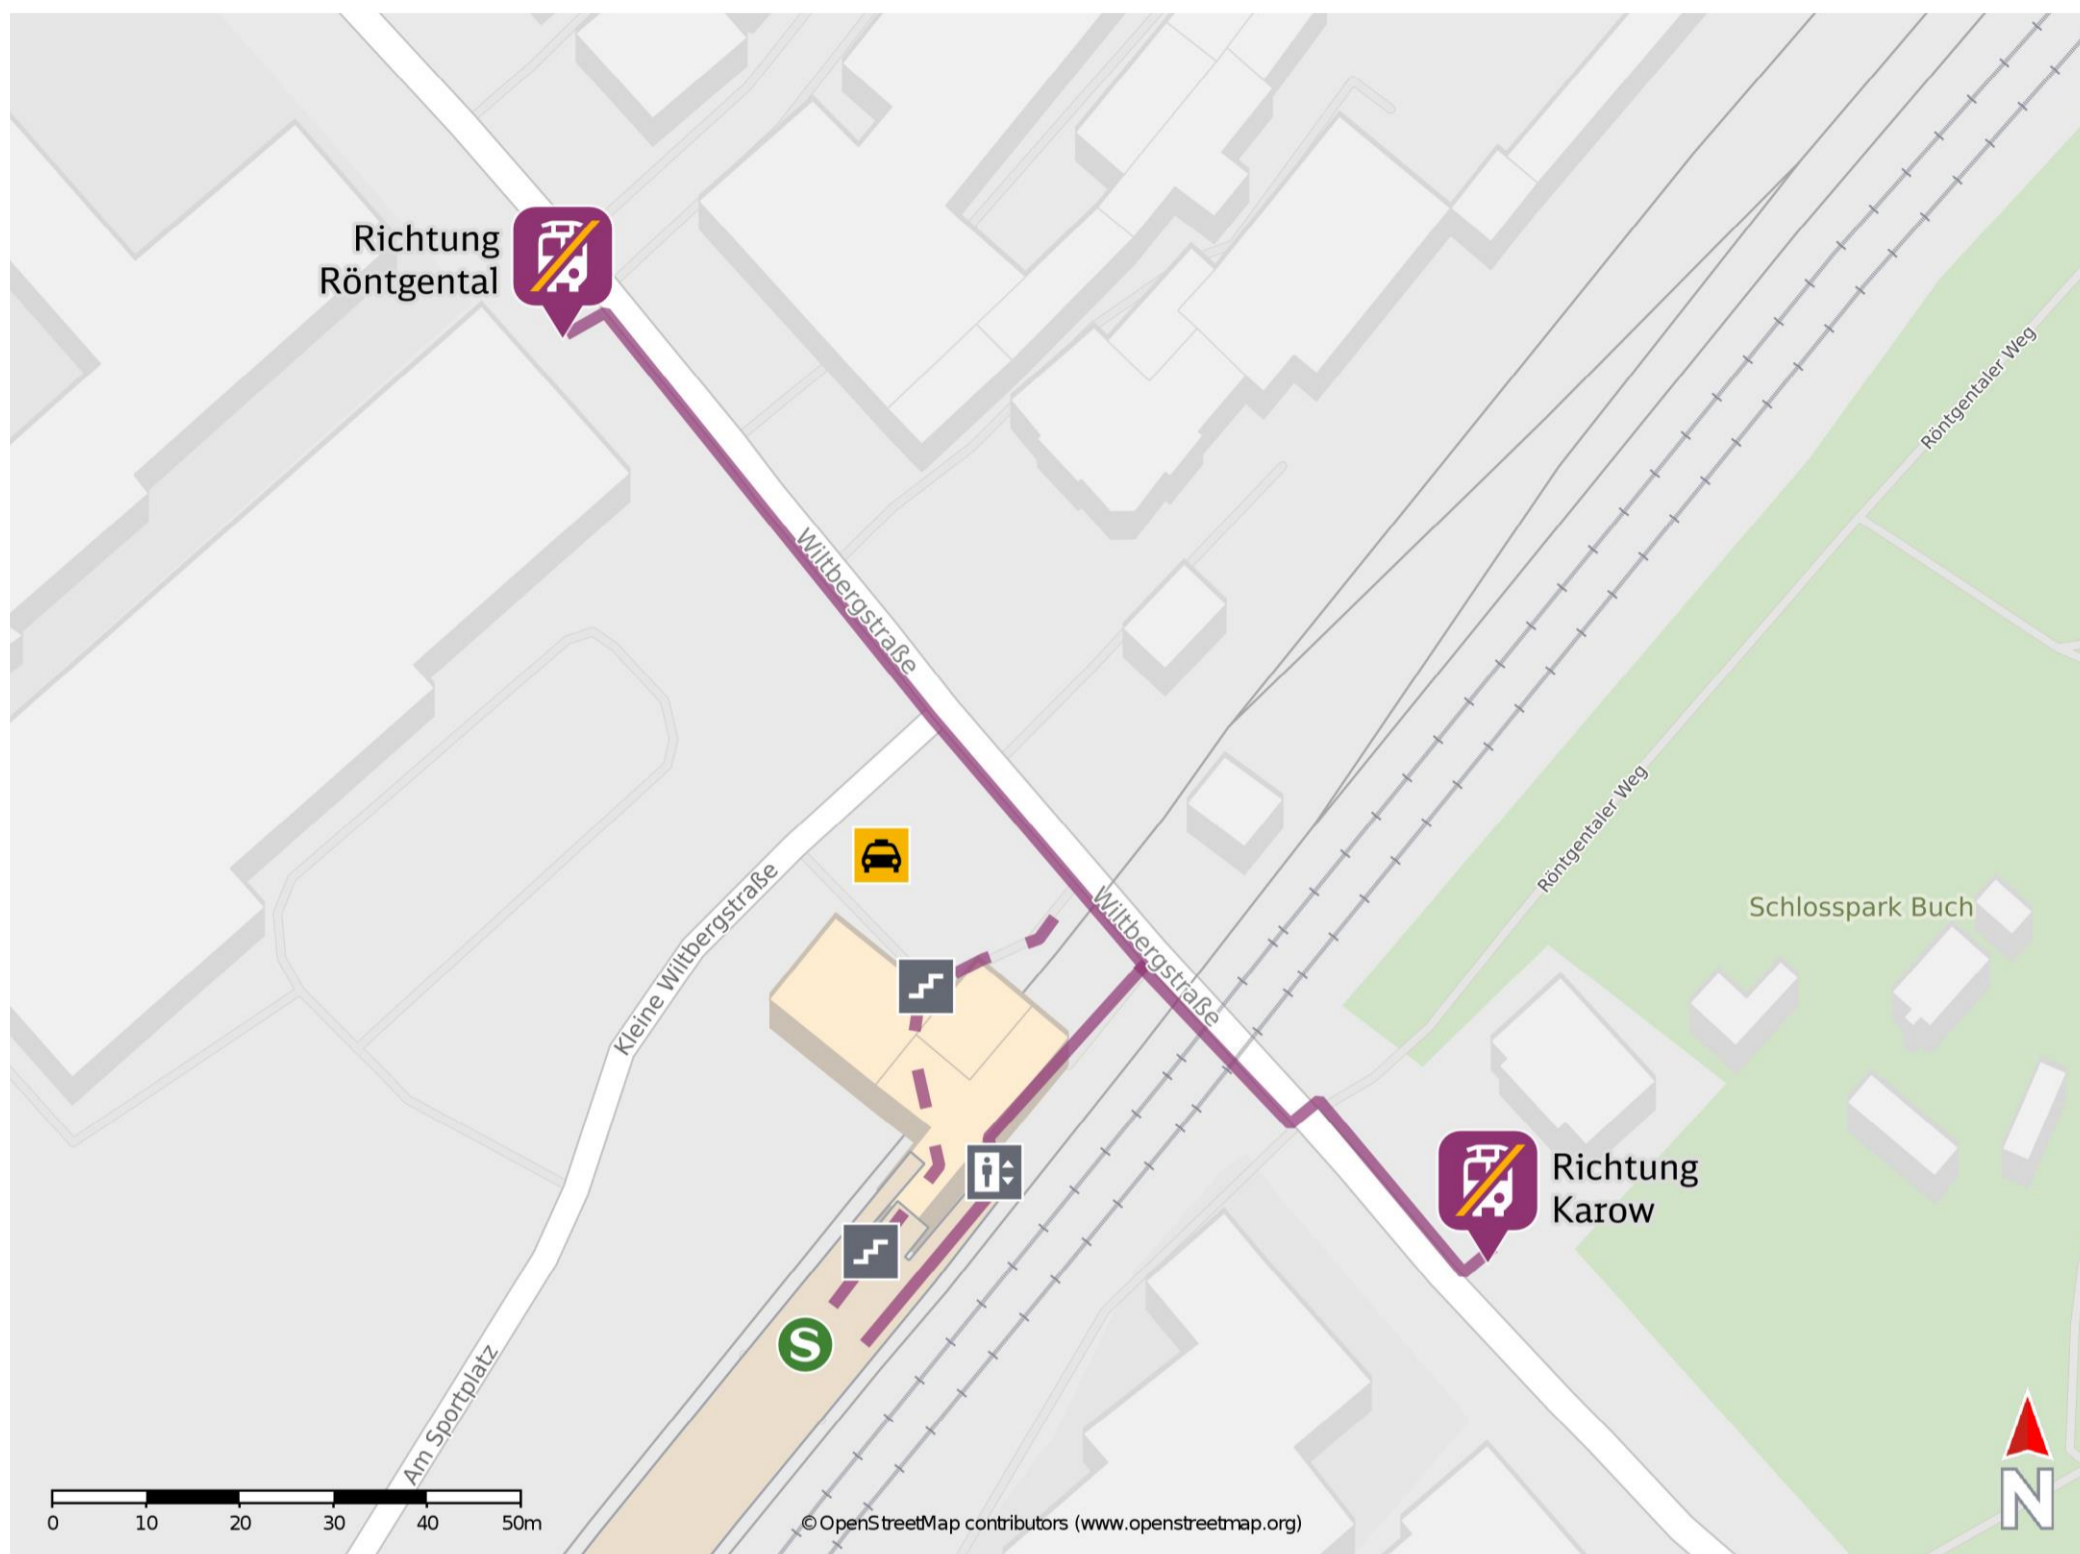 Richtung
Röntgental
Röntgentaler Weg
Wiltbergstraße
Röntgentaler Weg
Kleine Wiltbergstraße
Wiltbergstraße
Schlosspark Buch
Richtung
Karow
S
Am Sportplatz
N
0 10 20 30 40 50m
© OpenStreetMap contributors (www.openstreetmap.org)